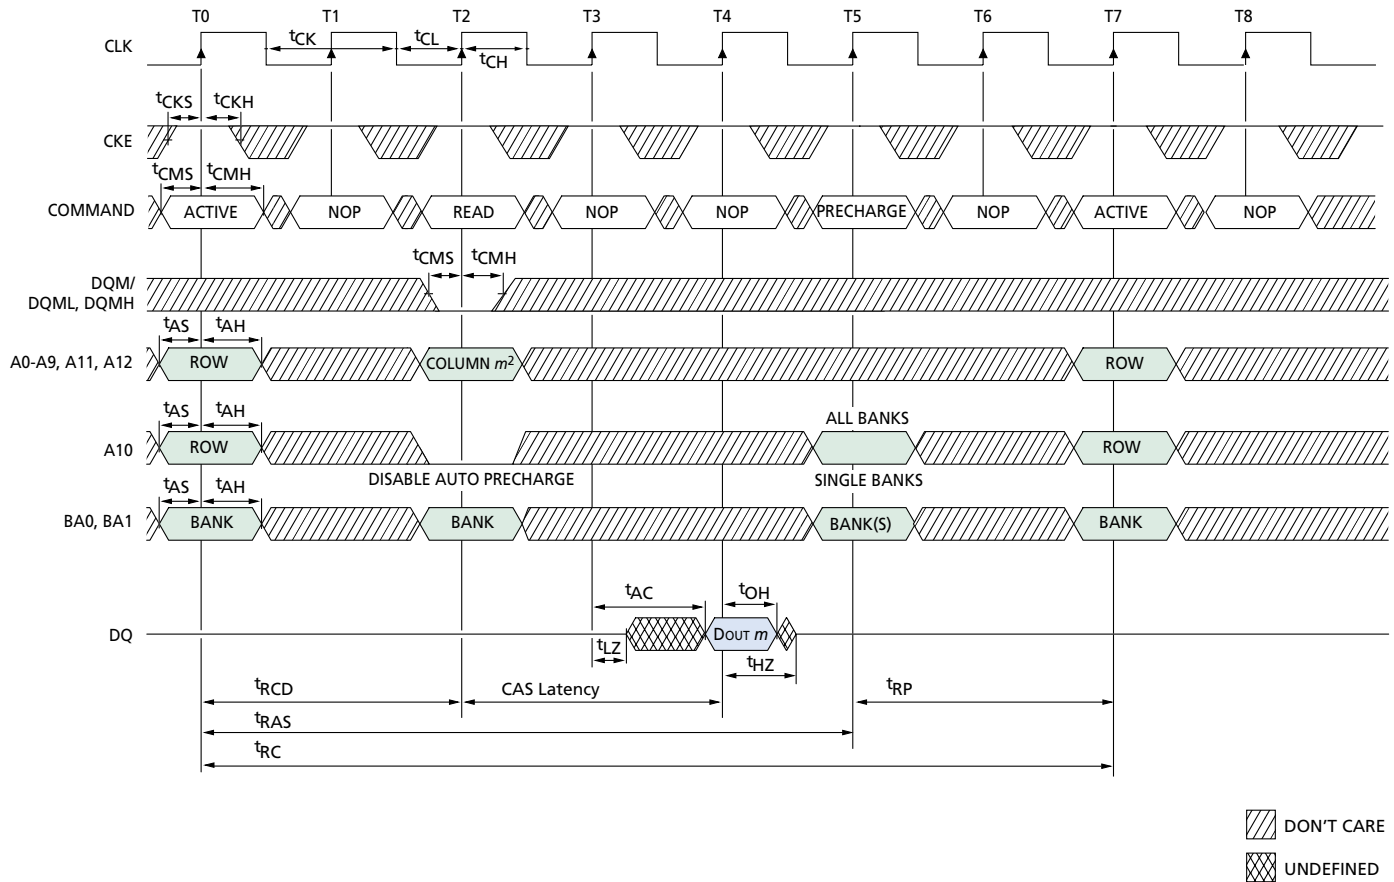 T0 T1 T2 T3 T4 T5 T6 T7 T8
CLK
tCK tCL
tCH
tCKS tCKH
CKE
tCMS tCMH
COMMAND ACTIVE NOP READ NOP NOP PRECHARGE NOP ACTIVE NOP
tCMS tCMH
DQM/
DQML, DQMH
tAS tAH
A0-A9, A11, A12 ROW COLUMN m2 ROW
tAS tAH ALL BANKS
A10 ROW ROW
DISABLE AUTO PRECHARGE SINGLE BANKS
tAS tAH
BA0, BA1 BANK BANK BANK(S) BANK
tAC tOH
DQ DOUT m
tLZ tHZ
tRCD CAS Latency tRP
tRAS
tRC
DON'T CARE
UNDEFINED